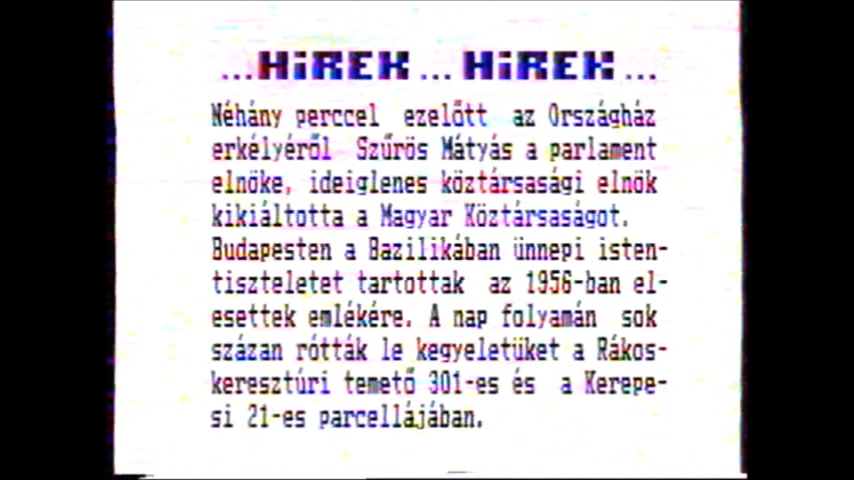 ...HíREK...HíREK...
Néhány perccel ezelőtt az Országház
erkélyéről Szűrös Mátyás a parlament
elnöke, ideiglenes köztársasági elnök
kikiáltotta a Magyar Köztársaságot.
Budapesten a Bazilikában ünnepi isten-
tiszteletet tartottak az 1956-ban el-
esettek emlékére. A nap folyamán sok
százan rótták le kegyeletüket a Rákos-
keresztúri temető 301-es és a Kerepe-
si 21-es parcellájában.